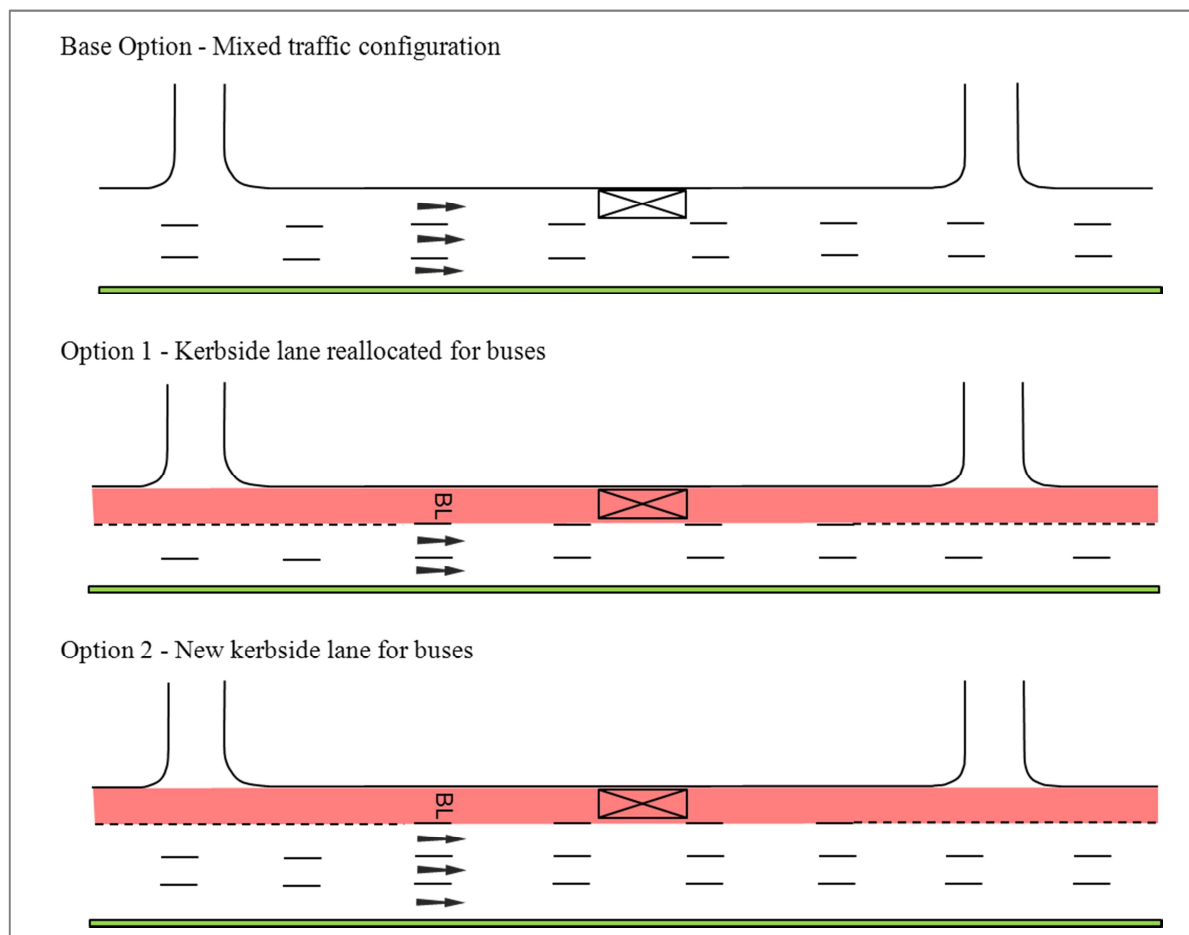 Base Option - Mixed traffic configuration
Option 1 - Kerbside lane reallocated for buses
BL
Option 2 - New kerbside lane for buses
BL